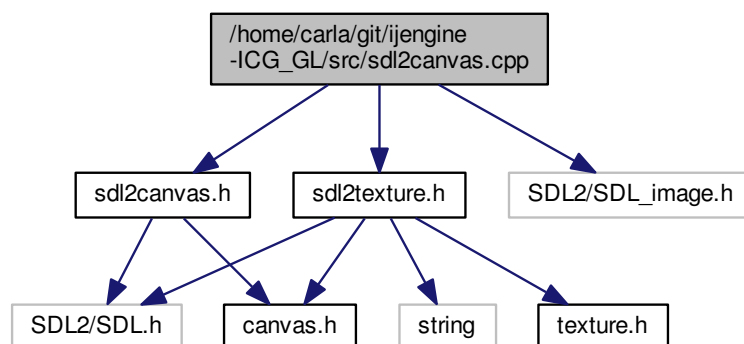 /home/carla/git/ijengine
-ICG_GL/src/sdl2canvas.cpp
sdl2canvas.h
sdl2texture.h
SDL2/SDL_image.h
SDL2/SDL.h
canvas.h
string
texture.h